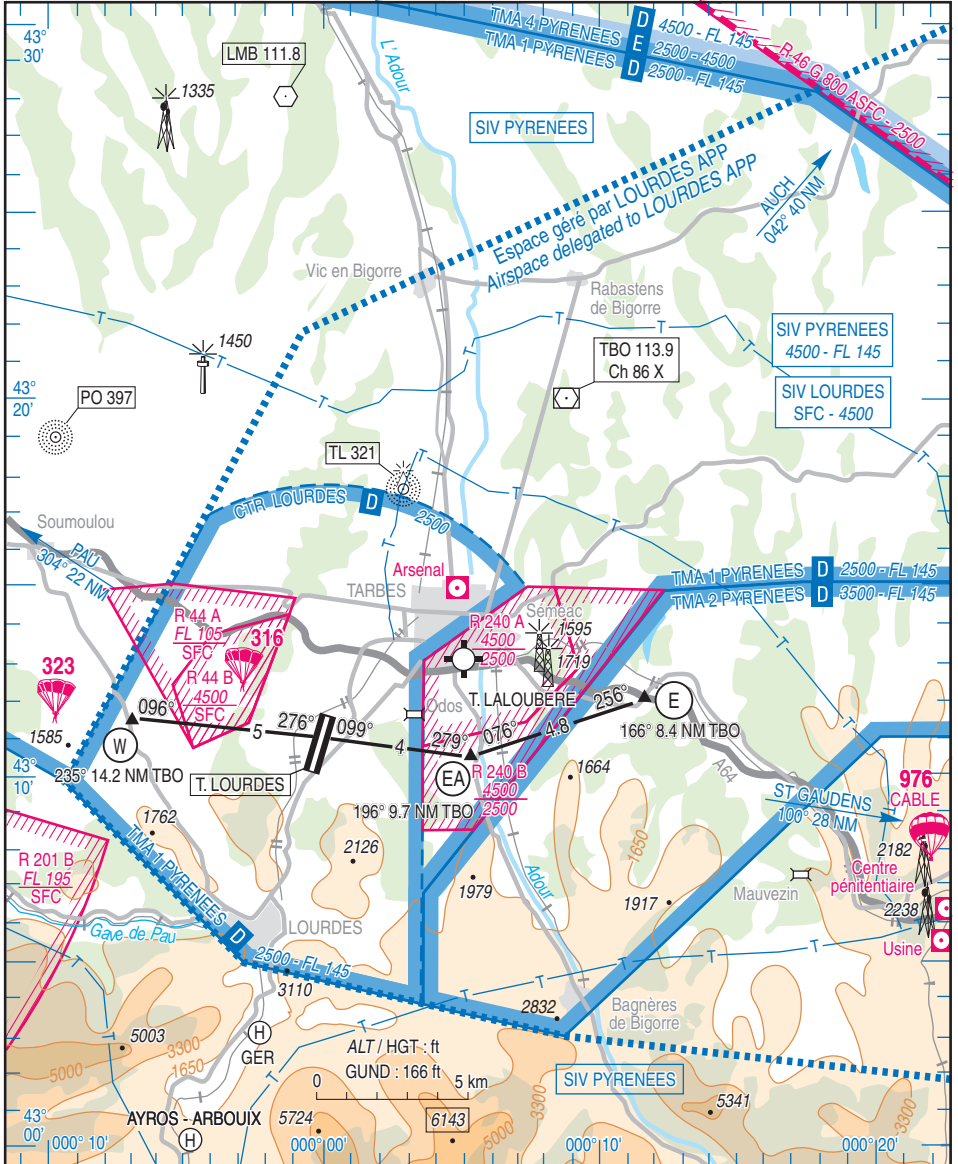 43°
30'
LMB 111.8
1335
L'Adour
TMA 4 PYRENEES D 4500 - FL 145
E 2500 - 4500
TMA 1 PYRENEES D 2500 - FL 145
R 46 G 800 ASFC - 2500
SIV PYRENEES
AUCH
042° 40 NM
Espace géré par LOURDES APP
Airspace delegated to LOURDES APP
Vic en Bigorre
Rabastens
de Bigorre
T
T
T
T
T
T
SIV PYRENEES
4500 - FL 145
SIV LOURDES
SFC - 4500
1450
TBO 113.9
Ch 86 X
43°
20'
PO 397
TL 321
T
T
T
T
CTR LOURDES D 2500
Soumoulou
PAU
304° 22 NM
Arsenal
TARBES
TMA 1 PYRENEES D 2500 - FL 145
TMA 2 PYRENEES D 3500 - FL 145
R 44 A
FL 105
SFC
316
R 44 B
4500
SFC
R 240 A
4500
2500
Séméac
1595
1719
323
T. LALOUBERE
Odos
096°
5
276°
099°
4
279°
076°
4.8
256°
W
E
EA
1585
235° 14.2 NM TBO
T. LOURDES
166° 8.4 NM TBO
196° 9.7 NM TBO
R 240 B
4500
2500
1664
A64
43°
10'
ST GAUDENS
100° 28 NM
976
CABLE
2182
1762
2126
1650
R 201 B
FL 195
SFC
TMA 1 PYRENEES D 2500 - FL 145
1979
Adour
1917
Mauvezin
Centre
pénitentiaire
2238
Usine
Gave de Pau
LOURDES
T
T
T
3110
2832
Bagnères
de Bigorre
5003
3300
1650
5000
H
GER
ALT / HGT : ft
GUND : 166 ft
0
5 km
SIV PYRENEES
3300
5341
3300
AYROS - ARBOUIX
H
5724
6143
5000
43°
00'
000° 10'
000° 00'
000° 10'
000° 20'